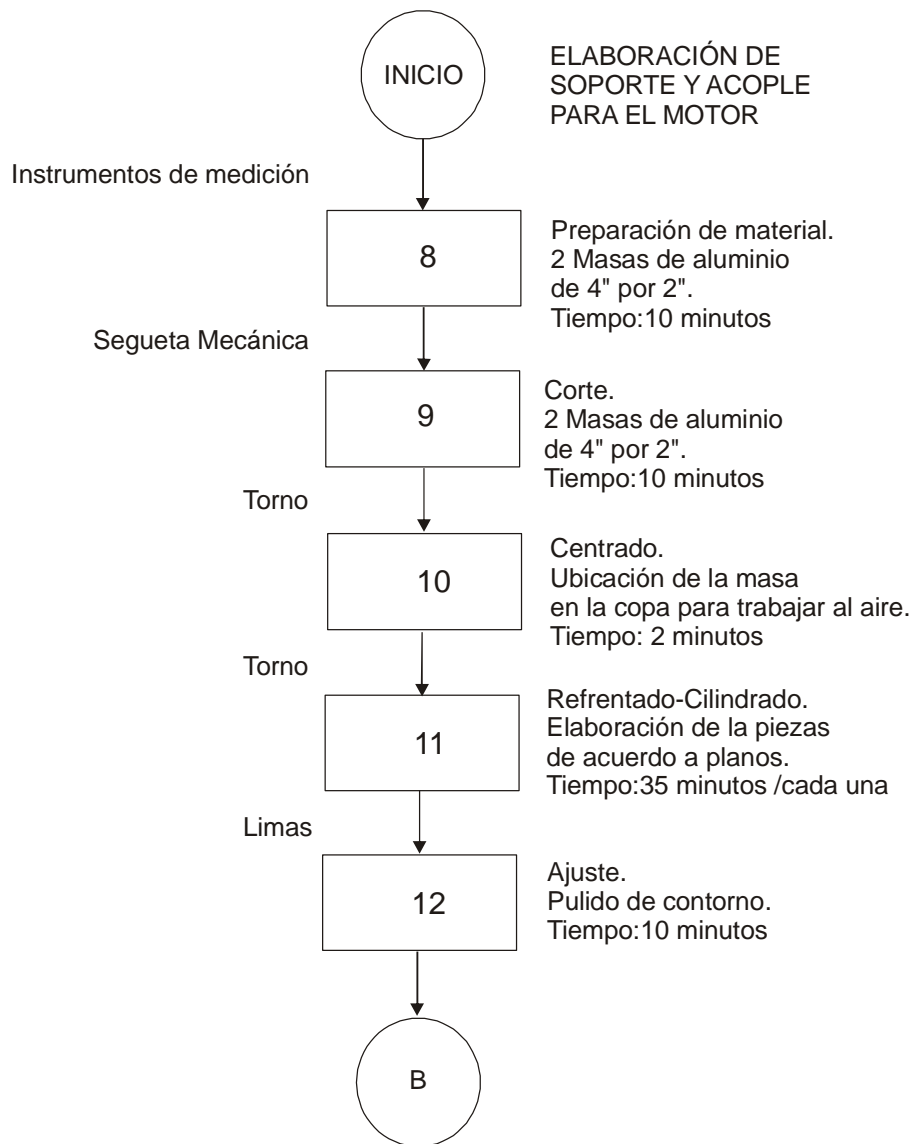 INICIO
ELABORACIÓN DE
SOPORTE Y ACOPLE
PARA EL MOTOR
Instrumentos de medición
8
Preparación de material.
2 Masas de aluminio
de 4" por 2".
Tiempo:10 minutos
Segueta Mecánica
9
Corte.
2 Masas de aluminio
de 4" por 2".
Tiempo:10 minutos
Torno
10
Centrado.
Ubicación de la masa
en la copa para trabajar al aire.
Tiempo: 2 minutos
Torno
11
Refrentado-Cilindrado.
Elaboración de la piezas
de acuerdo a planos.
Tiempo:35 minutos /cada una
Limas
12
Ajuste.
Pulido de contorno.
Tiempo:10 minutos
B